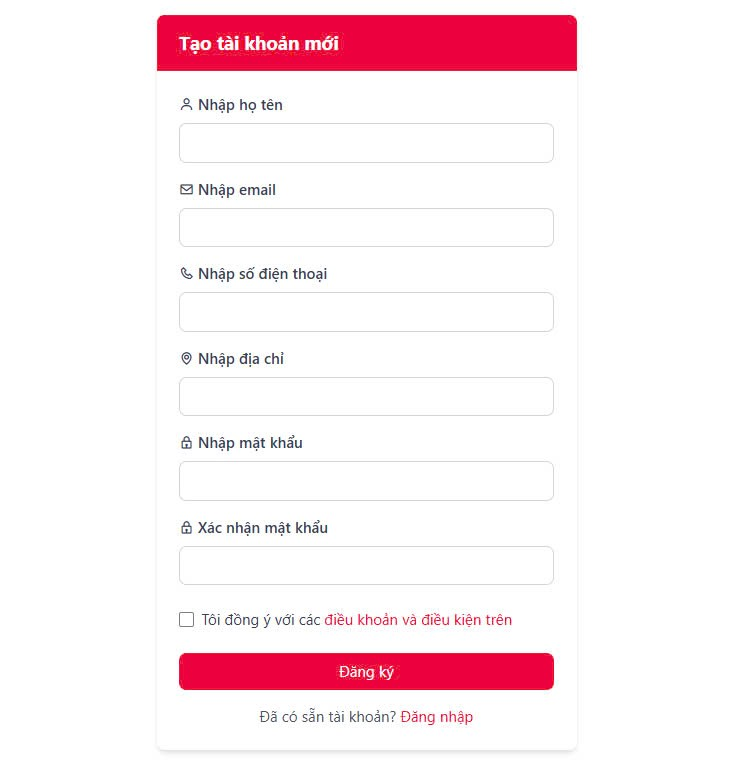 Tạo tài khoản mới
Nhập họ tên
Nhập email
Nhập số điện thoại
Nhập địa chỉ
Nhập mật khẩu
Xác nhận mật khẩu
Tôi đồng ý với các điều khoản và điều kiện trên
Đăng ký
Đã có sẵn tài khoản? Đăng nhập